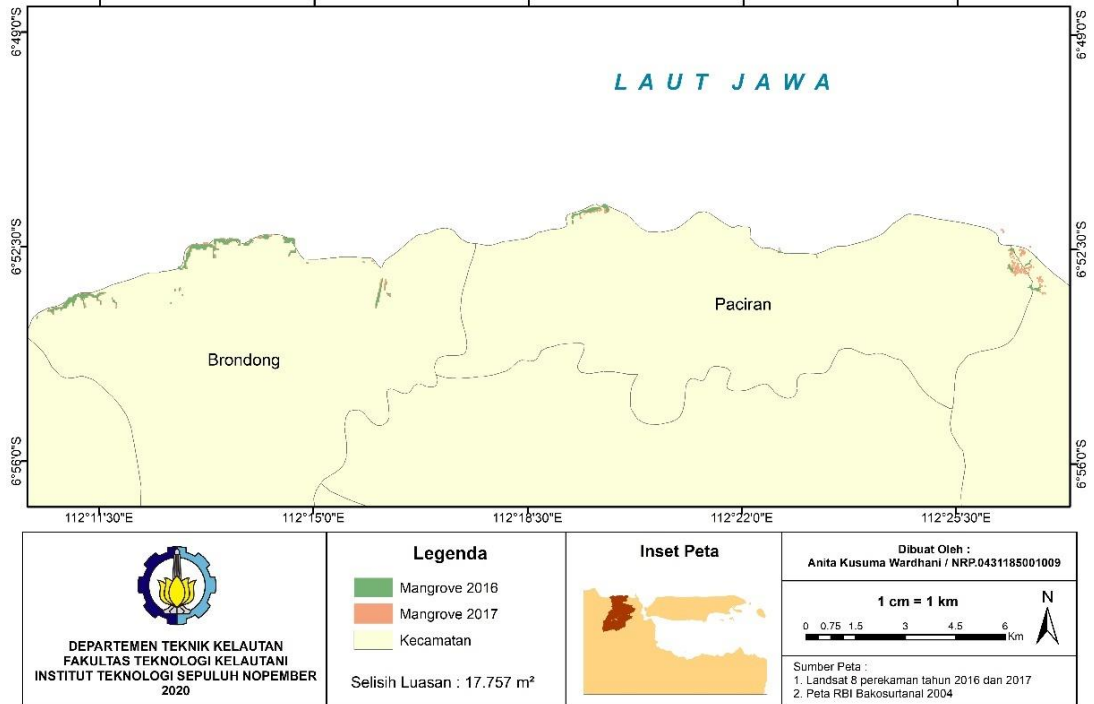 6°49'0"S
6°49'0"S
LAUT JAWA
6°52'30"S
6°52'30"S
Paciran
Brondong
6°56'0"S
6°56'0"S
112°11'30"E
112°15'0"E
112°18'30"E
112°22'0"E
112°25'30"E
DEPARTEMEN TEKNIK KELAUTAN
FAKULTAS TEKNOLOGI KELAUTANI
INSTITUT TEKNOLOGI SEPULUH NOPEMBER
2020
Legenda
Mangrove 2016
Mangrove 2017
Kecamatan
Selisih Luasan : 17.757 m²
Inset Peta
Dibuat Oleh :
Anita Kusuma Wardhani / NRP.0431185001009
1 cm = 1 km
N
0 0.75 1.5 3 4.5 6
Km
Sumber Peta :
1. Landsat 8 perekaman tahun 2016 dan 2017
2. Peta RBI Bakosurtanal 2004